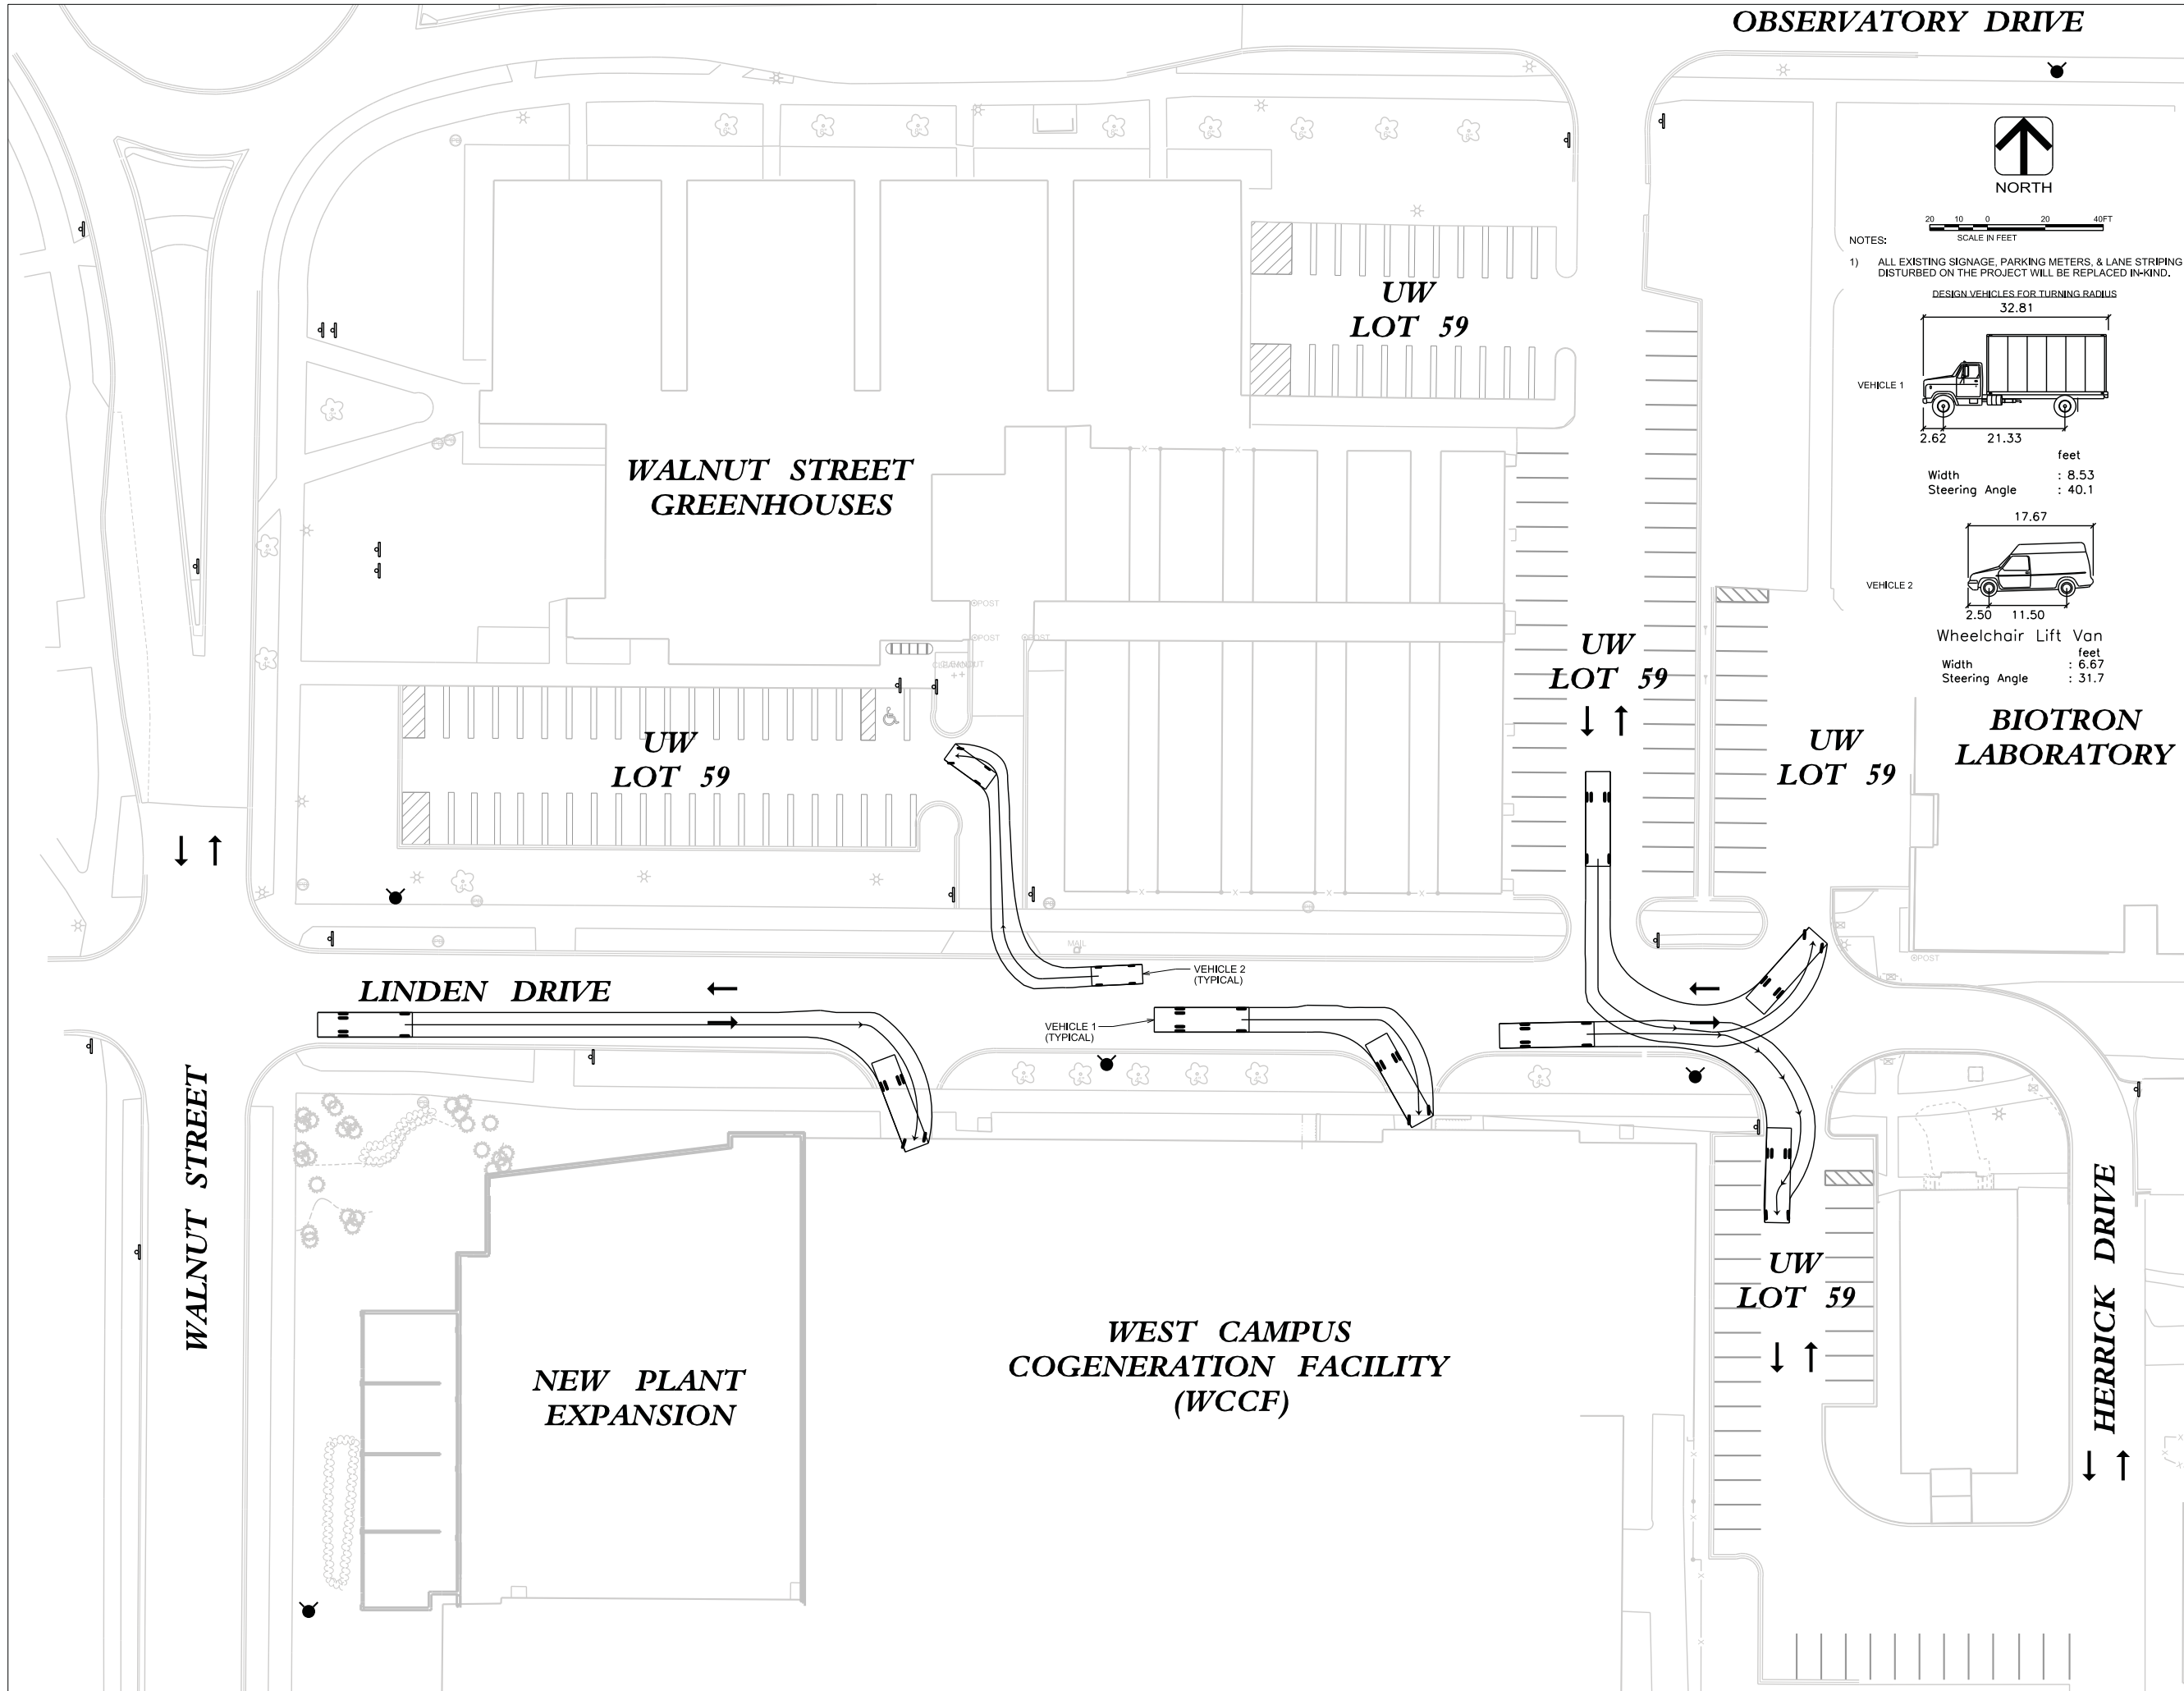 OBSERVATORY DRIVE
NORTH
20 10 0 20 40FT
SCALE IN FEET
NOTES:
1) ALL EXISTING SIGNAGE, PARKING METERS, & LANE STRIPING
DISTURBED ON THE PROJECT WILL BE REPLACED IN-KIND.
DESIGN VEHICLES FOR TURNING RADIUS
32.81
VEHICLE 1
2.62 21.33
feet
Width : 8.53
Steering Angle : 40.1
17.67
VEHICLE 2
2.50 11.50
Wheelchair Lift Van
feet
Width : 6.67
Steering Angle : 31.7
UW
LOT 59
WALNUT STREET
GREENHOUSES
POST
POST
POST
UW
LOT 59
UW
LOT 59
UW
LOT 59
BIOTRON
LABORATORY
MAIL
POST
VEHICLE 2
(TYPICAL)
LINDEN DRIVE
VEHICLE 1
(TYPICAL)
WALNUT STREET
HERRICK DRIVE
UW
LOT 59
NEW PLANT
EXPANSION
WEST CAMPUS
COGENERATION FACILITY
(WCCF)